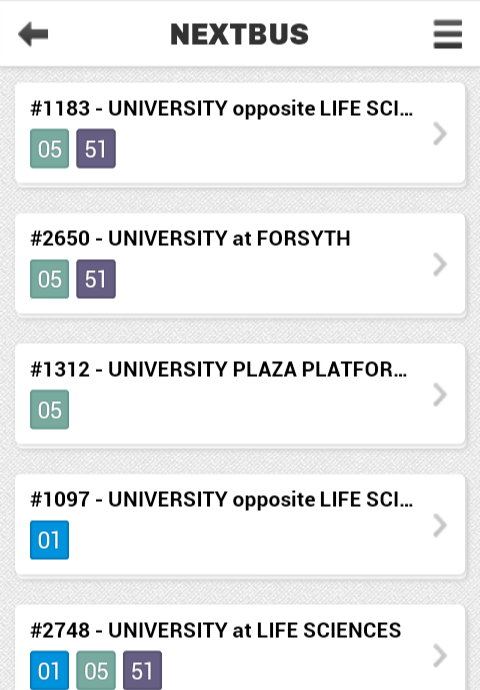 NEXTBUS
#1183 - UNIVERSITY opposite LIFE SCI...
05 51
#2650 - UNIVERSITY at FORSYTH
05 51
#1312 - UNIVERSITY PLAZA PLATFOR...
05
#1097 - UNIVERSITY opposite LIFE SCI...
01
#2748 - UNIVERSITY at LIFE SCIENCES
01 05 51